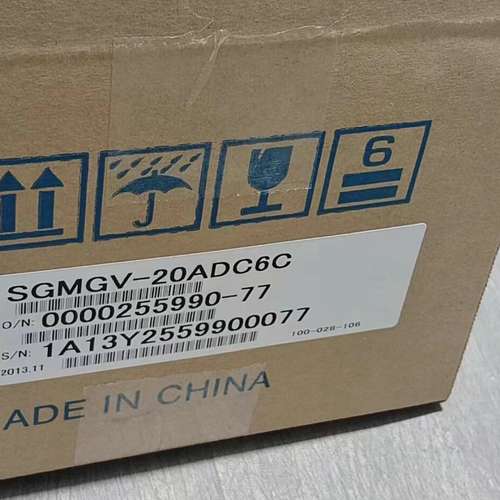 6
SGMGV-20ADC6C
O/N: 0000255990-77
S/N: 1A13Y2559900077
2013.11 100-028-106
ADE IN CHINA